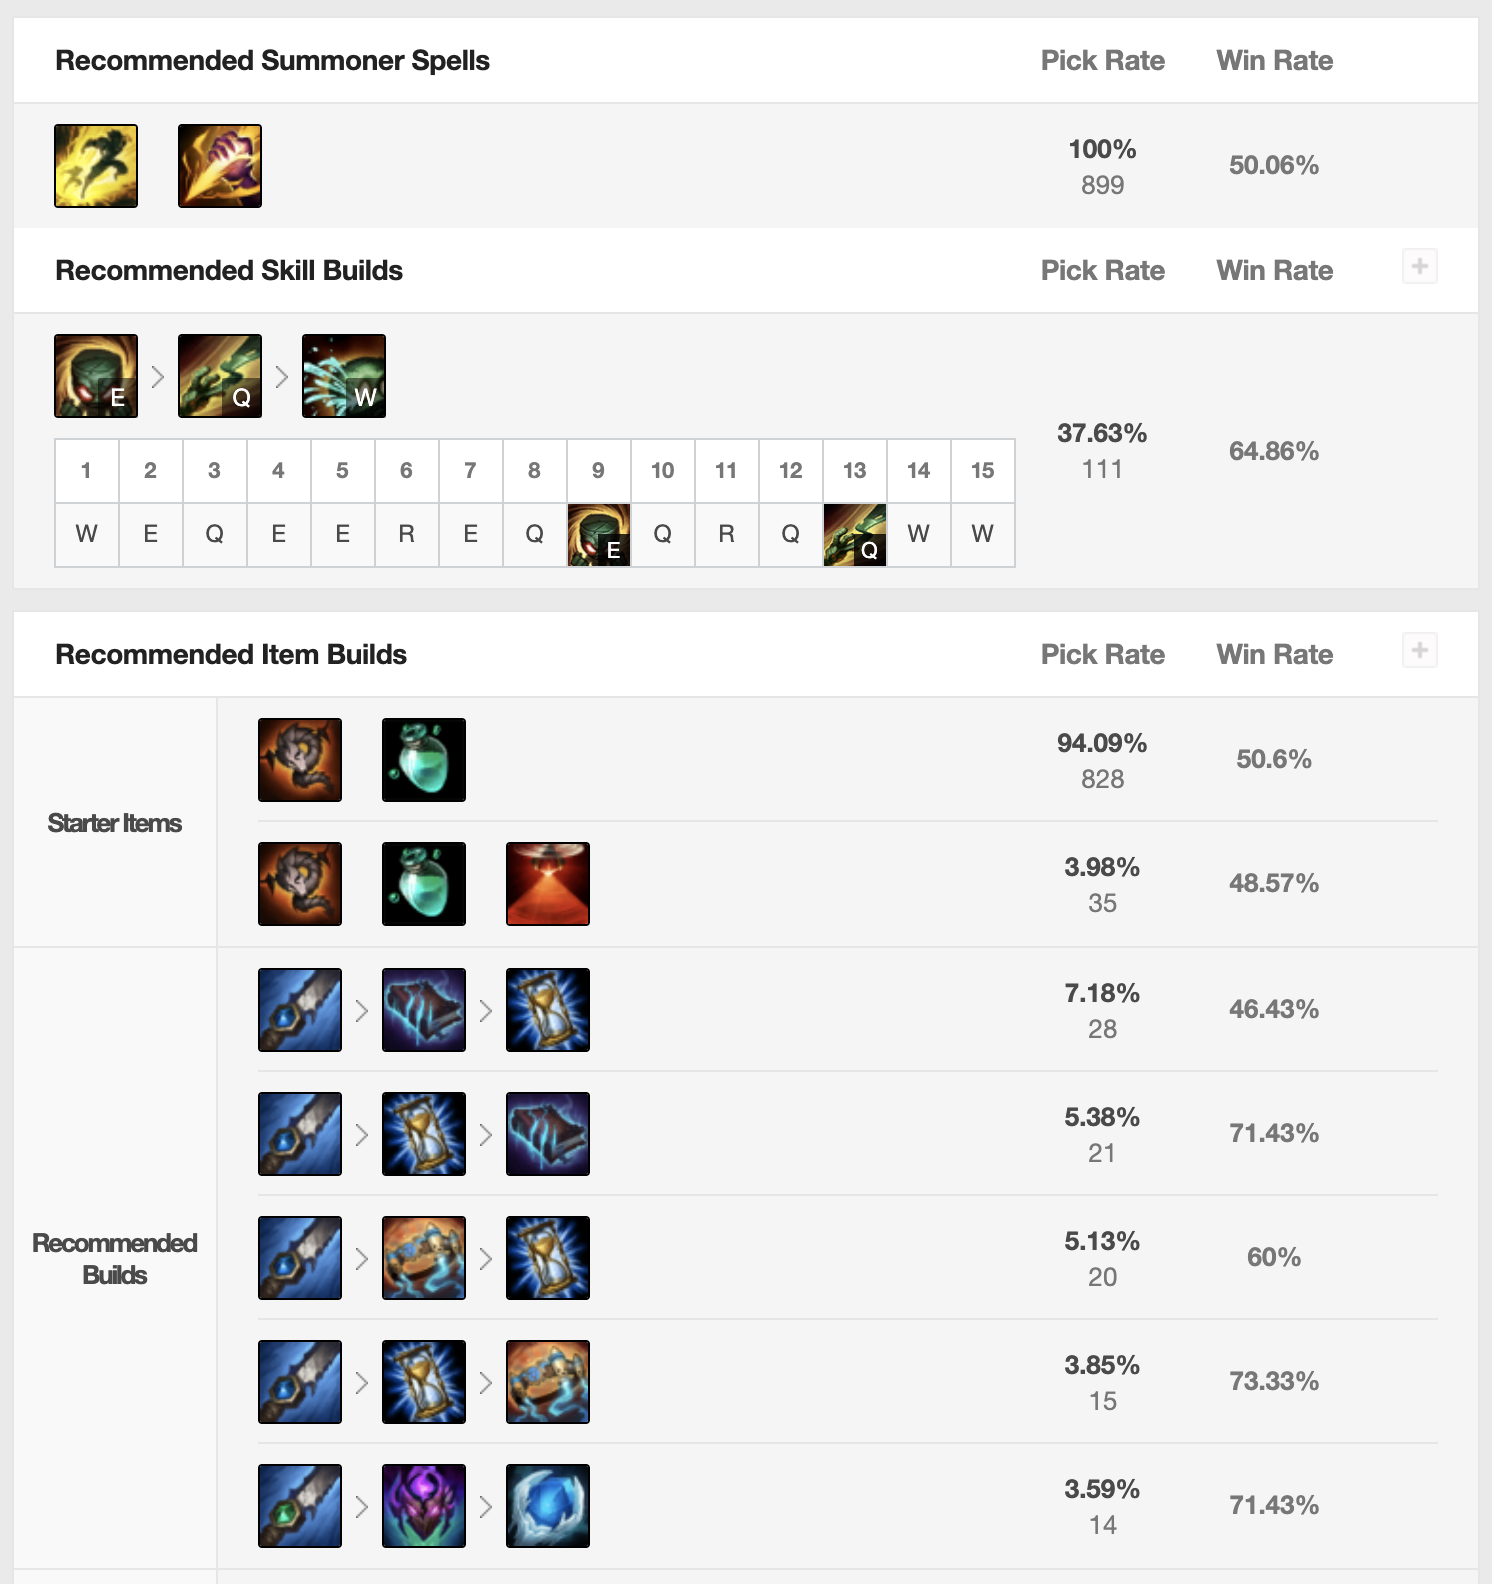 Recommended Summoner Spells Pick Rate Win Rate
100% 50.06%
899
Recommended Skill Builds Pick Rate Win Rate +
E > Q > W
37.63% 64.86%
111
1 2 3 4 5 6 7 8 9 10 11 12 13 14 15
W E Q E E R E Q E Q R Q Q W W
Recommended Item Builds Pick Rate Win Rate +
Starter Items
94.09% 50.6%
828
3.98% 48.57%
35
Recommended
Builds
7.18% 46.43%
28
5.38% 71.43%
21
5.13% 60%
20
3.85% 73.33%
15
3.59% 71.43%
14